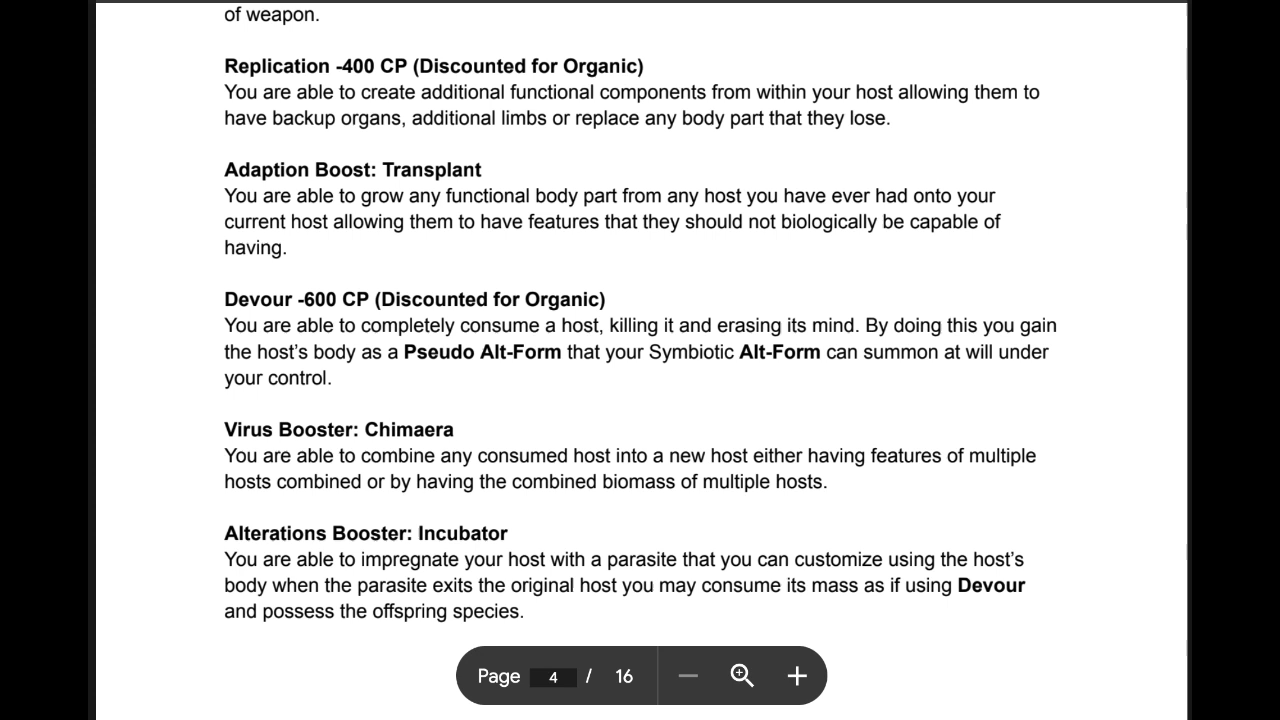 of weapon.
Replication -400 CP (Discounted for Organic)
You are able to create additional functional components from within your host allowing them to
have backup organs, additional limbs or replace any body part that they lose.
Adaption Boost: Transplant
You are able to grow any functional body part from any host you have ever had onto your
current host allowing them to have features that they should not biologically be capable of
having.
Devour -600 CP (Discounted for Organic)
You are able to completely consume a host, killing it and erasing its mind. By doing this you gain
the host's body as a Pseudo Alt-Form that your Symbiotic Alt-Form can summon at will under
your control.
Virus Booster: Chimaera
You are able to combine any consumed host into a new host either having features of multiple
hosts combined or by having the combined biomass of multiple hosts.
Alterations Booster: Incubator
You are able to impregnate your host with a parasite that you can customize using the host's
body when the parasite exits the original host you may consume its mass as if using Devour
and possess the offspring species.
Page 4 / 16